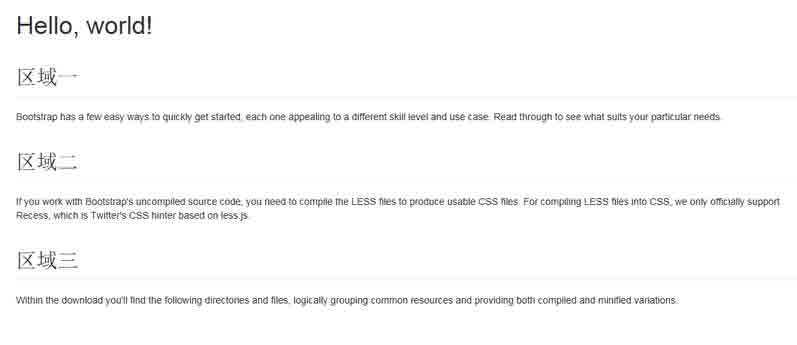 Hello, world!
区域一
Bootstrap has a few easy ways to quickly get started, each one appealing to a different skill level and use case. Read through to see what suits your particular needs.
区域二
If you work with Bootstrap's uncompiled source code, you need to compile the LESS files to produce usable CSS files. For compiling LESS files into CSS, we only officially support
Recess, which is Twitter's CSS hinter based on less.js.
区域三
Within the download you'll find the following directories and files, logically grouping common resources and providing both compiled and minified variations.